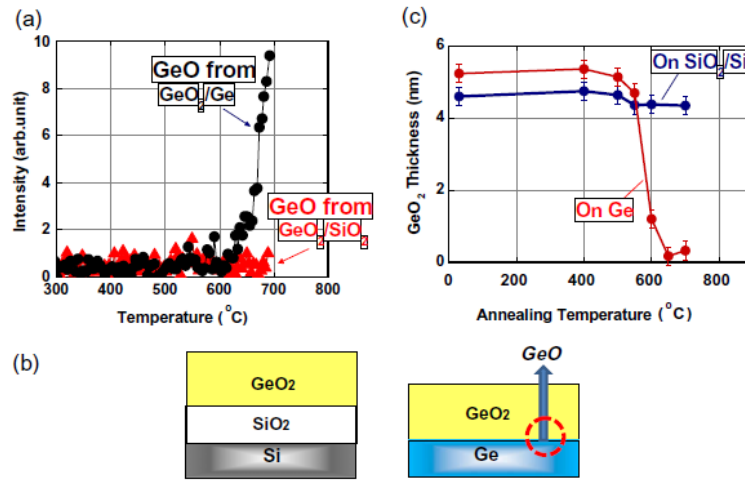 (a)
10
8
6
4
2
0
Intensity (arb.unit)
GeO from
GeO2/Ge
GeO from
GeO2/SiO2
300 400 500 600 700 800
Temperature (°C)
(c)
6
4
2
0
GeO2 Thickness (nm)
On SiO2/Si
On Ge
0 200 400 600 800
Annealing Temperature (°C)
(b)
GeO2
SiO2
Si
GeO
GeO2
Ge